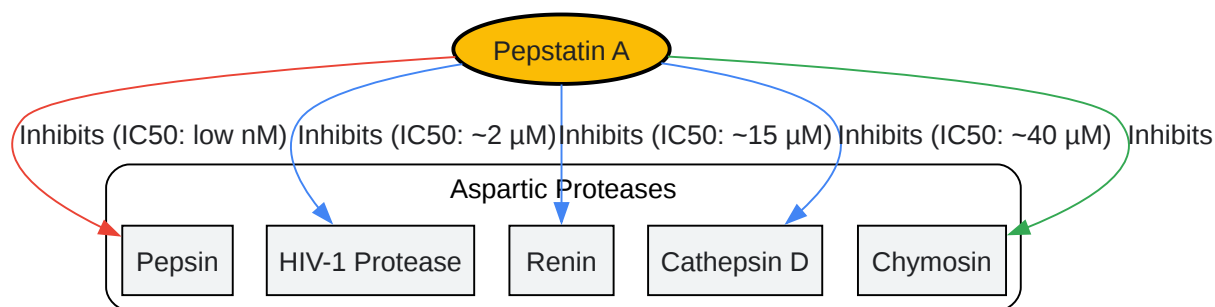 Pepstatin A
Inhibits (IC50: low nM)
Inhibits (IC50: ~2 µM)
Inhibits (IC50: ~15 µM)
Inhibits (IC50: ~40 µM)
Inhibits
Aspartic Proteases
Pepsin
HIV-1 Protease
Renin
Cathepsin D
Chymosin